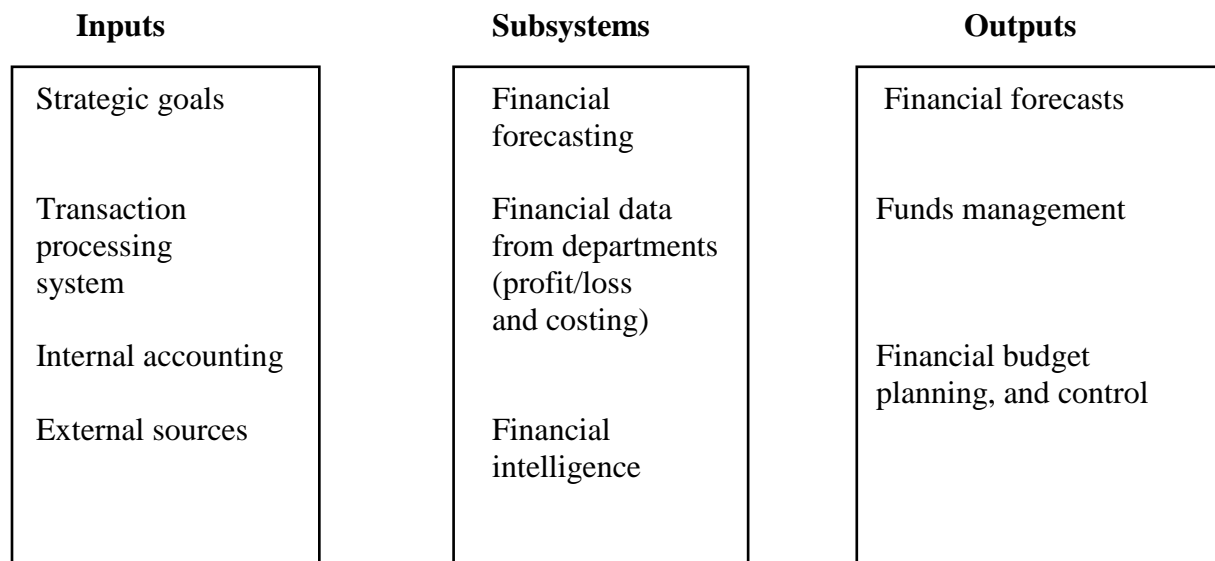 Inputs
Subsystems
Outputs
Strategic goals
Transaction
processing
system
Internal accounting
External sources
Financial
forecasting
Financial data
from departments
(profit/loss
and costing)
Financial
intelligence
Financial forecasts
Funds management
Financial budget
planning, and control